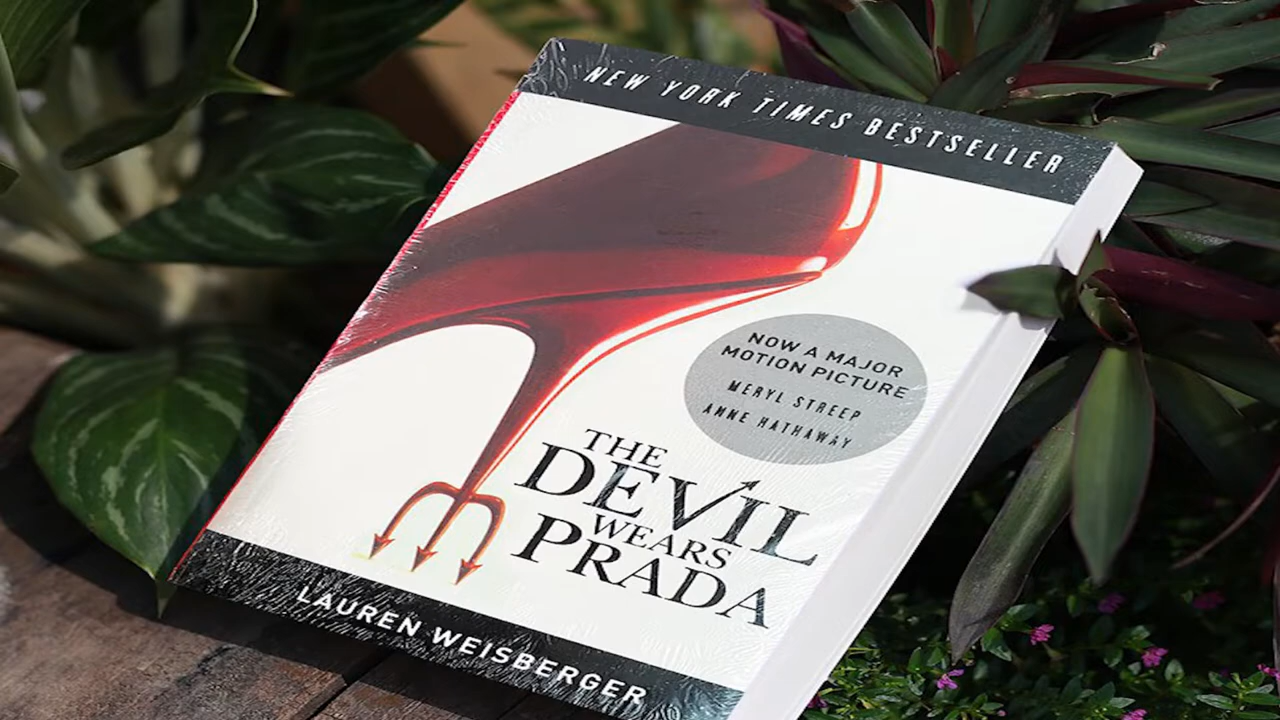 NEW YORK TIMES BESTSELLER
NOW A MAJOR
MOTION PICTURE
MERYL STREEP
ANNE HATHAWAY
THE
DEVIL
WEARS
PRADA
LAUREN WEISBERGER